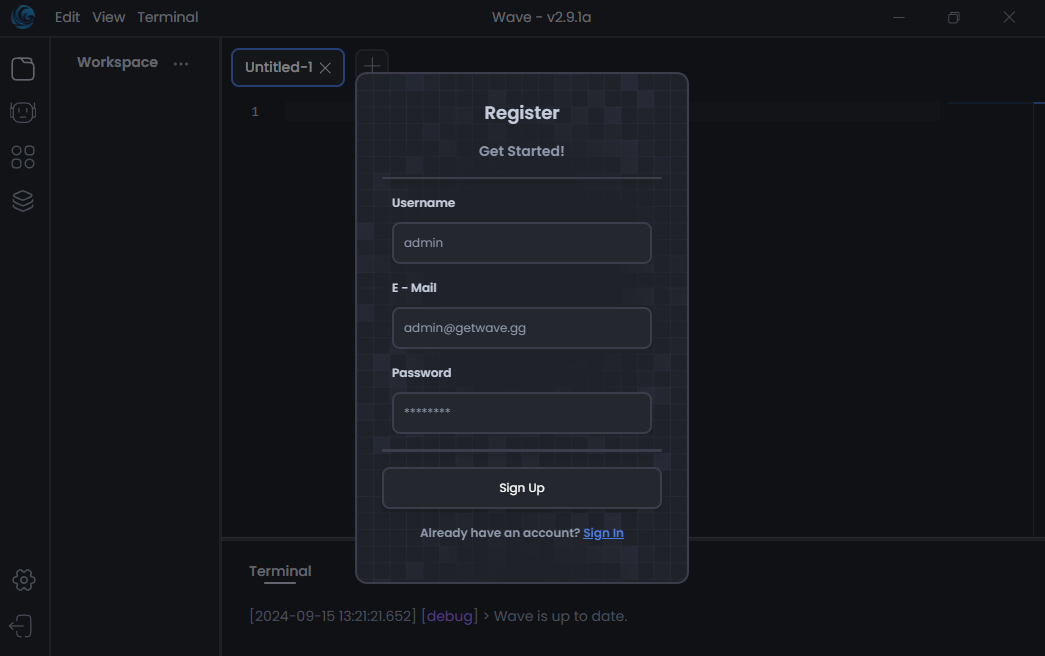 Edit View Terminal
Wave - v2.9.1a
Workspace ...
Untitled-1
1
Register
Get Started!
Username
admin
E - Mail
admin@getwave.gg
Password
********
Sign Up
Already have an account? Sign In
Terminal
[2024-09-15 13:21:21.652] [debug] > Wave is up to date.